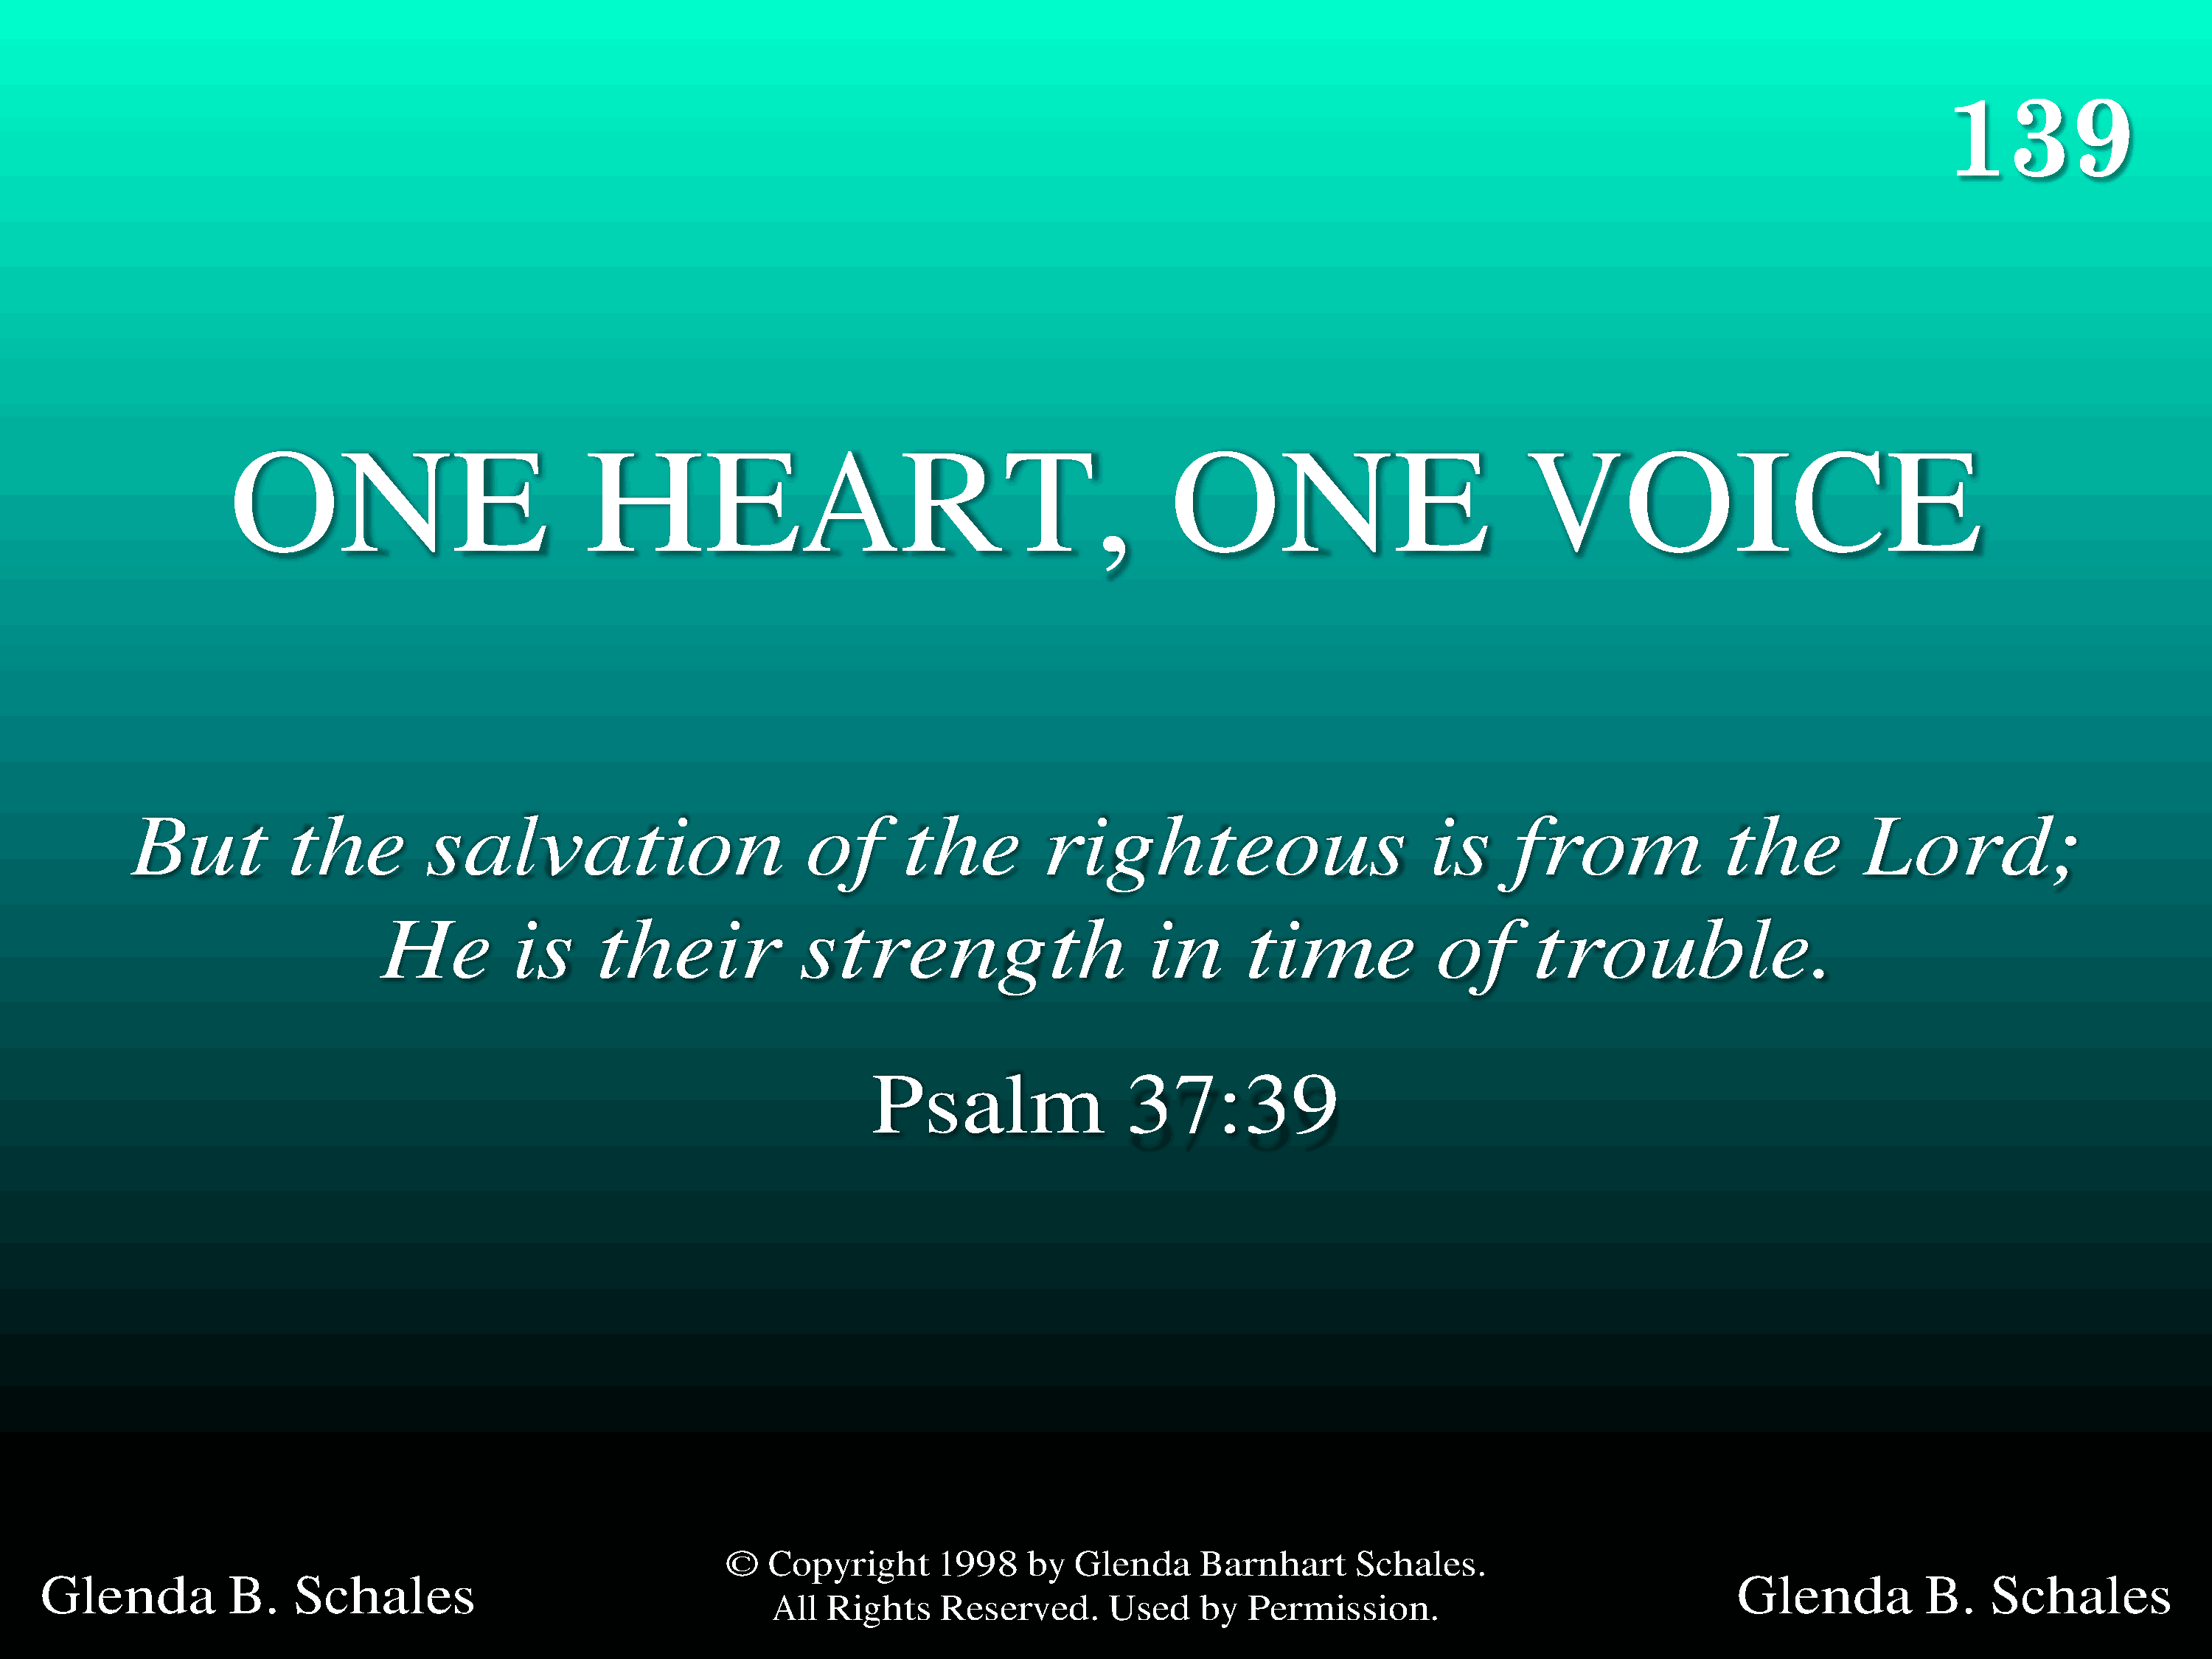 139
ONE HEART, ONE VOICE
But the salvation of the righteous is from the Lord;
He is their strength in time of trouble.
Psalm 37:39
Glenda B. Schales
© Copyright 1998 by Glenda Barnhart Schales.
All Rights Reserved. Used by Permission.
Glenda B. Schales